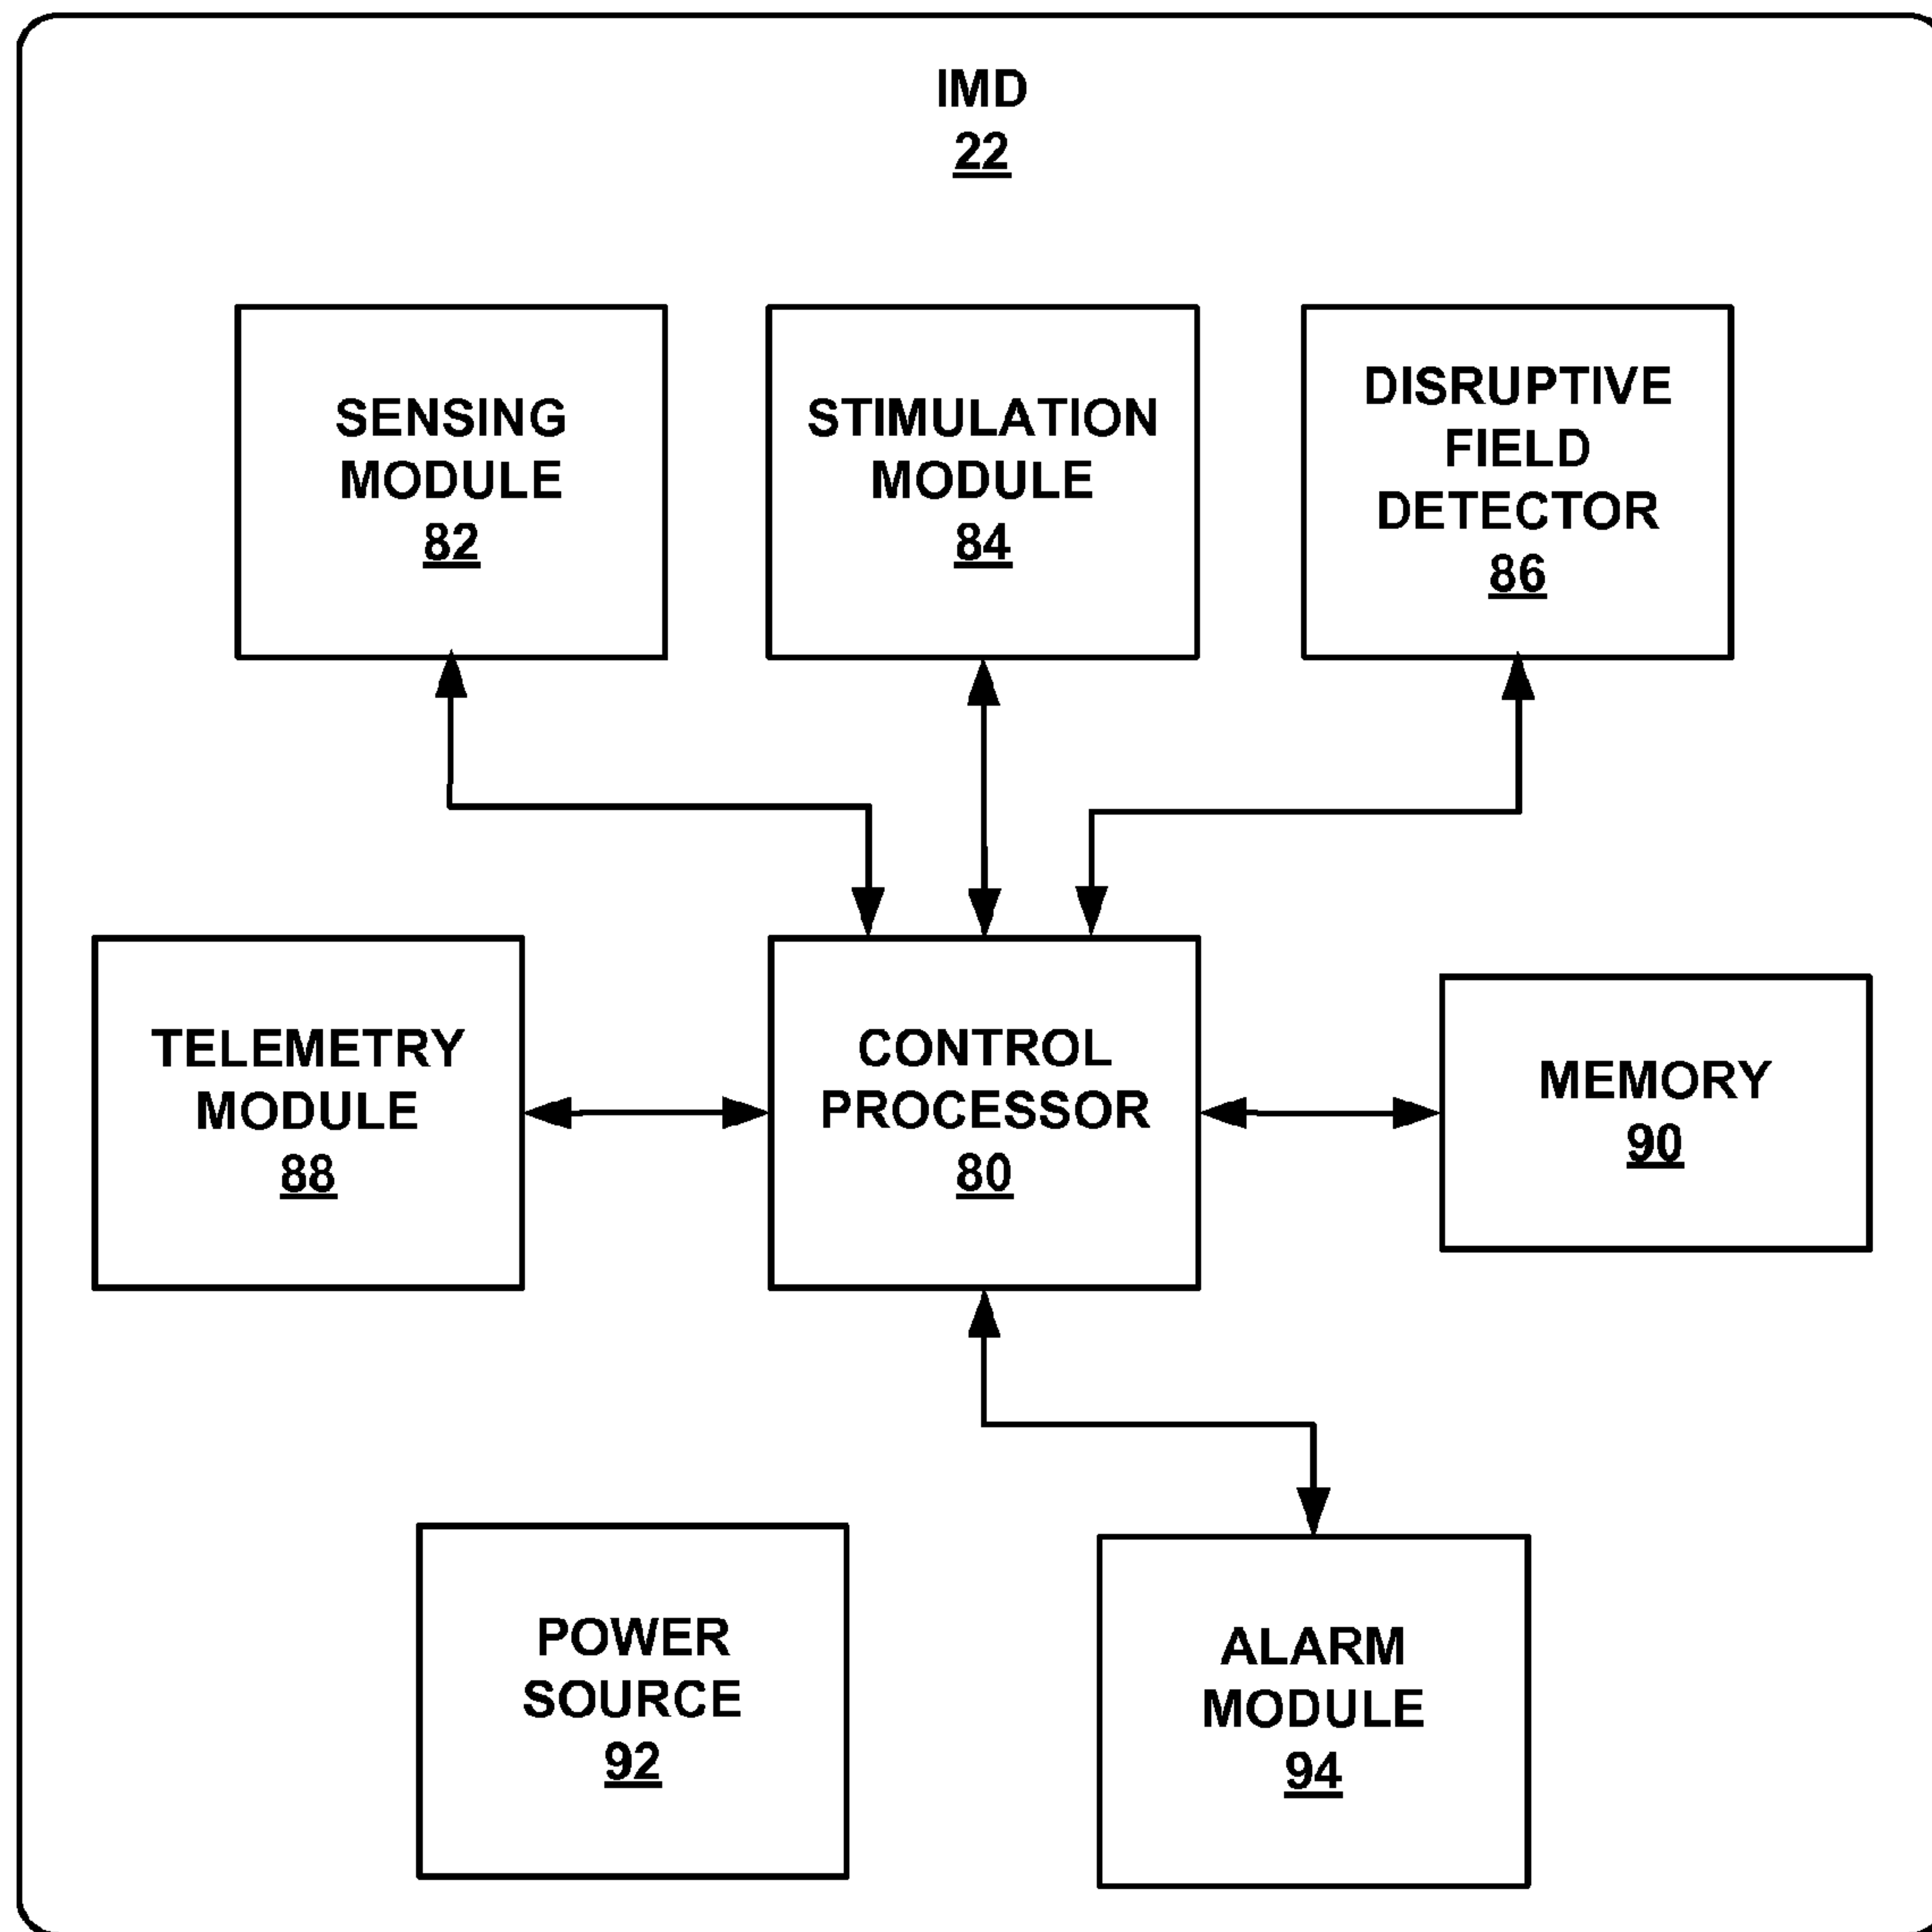 IMD
22
SENSING
MODULE
82
STIMULATION
MODULE
84
DISRUPTIVE
FIELD
DETECTOR
86
TELEMETRY
MODULE
88
CONTROL
PROCESSOR
80
MEMORY
90
POWER
SOURCE
92
ALARM
MODULE
94